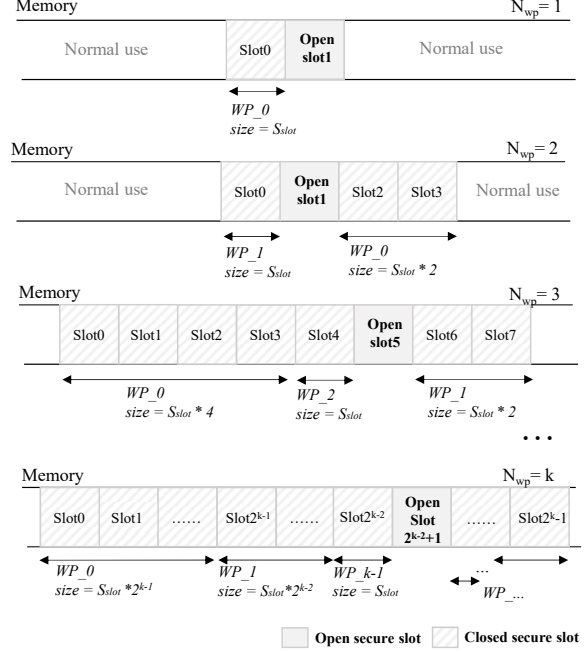 Memory N_wp= 1
Normal use Slot0 Open slot1 Normal use
WP_0
size = S_slot
Memory N_wp= 2
Normal use Slot0 Open slot1 Slot2 Slot3 Normal use
WP_1 WP_0
size = S_slot size = S_slot * 2
Memory N_wp= 3
Slot0 Slot1 Slot2 Slot3 Slot4 Open slot5 Slot6 Slot7
WP_0 WP_2 WP_1
size = S_slot * 4 size = S_slot size = S_slot * 2
...
Memory N_wp= k
Slot0 Slot1 …… Slot2^k-1 …… Slot2^k-2 Open Slot 2^k-2+1 …… Slot2^k-1
WP_0 WP_1 WP_k-1 ...
size = S_slot *2^k-1 size = S_slot*2^k-2 size = S_slot WP_...
Open secure slot Closed secure slot